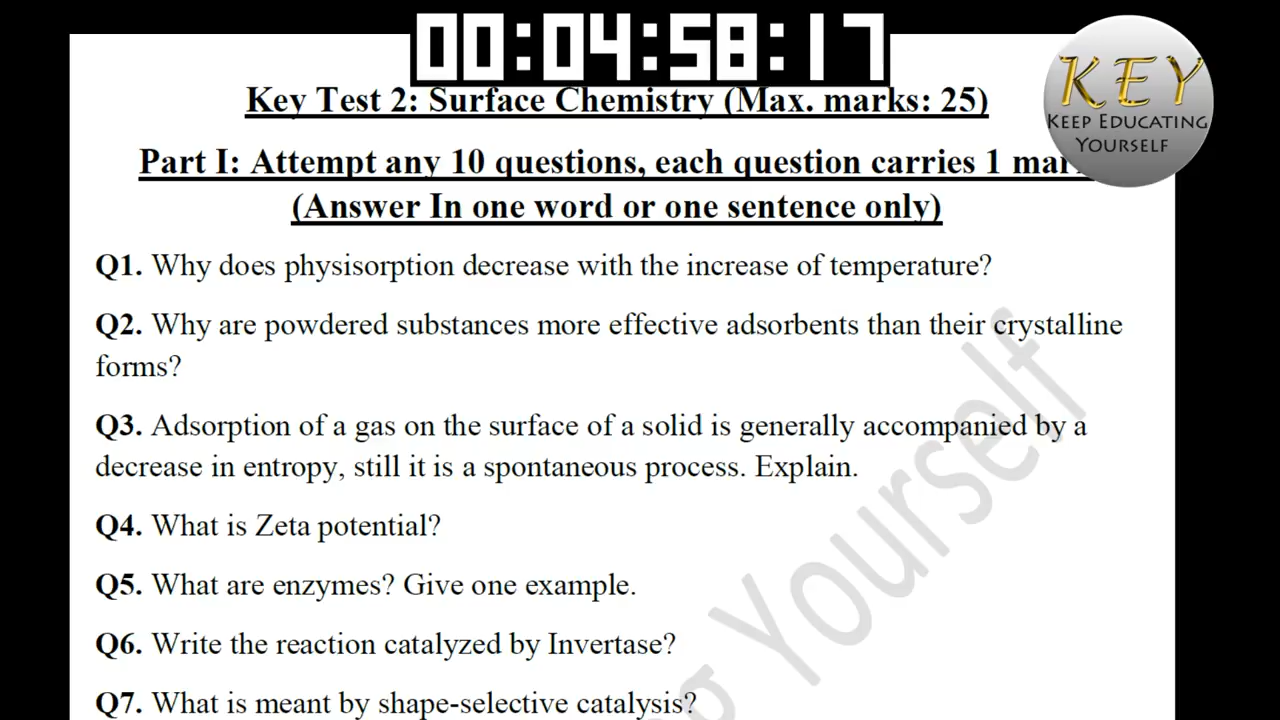 00:04:58:17
KEY
KEEP EDUCATING
YOURSELF
Key Test 2: Surface Chemistry (Max. marks: 25)
Part I: Attempt any 10 questions, each question carries 1
(Answer In one word or one sentence only)
Q1. Why does physisorption decrease with the increase of temperature?
Q2. Why are powdered substances more effective adsorbents than their crystalline
forms?
Q3. Adsorption of a gas on the surface of a solid is generally accompanied by a
decrease in entropy, still it is a spontaneous process. Explain.
Q4. What is Zeta potential?
Q5. What are enzymes? Give one example.
Q6. Write the reaction catalyzed by Invertase?
Q7. What is meant by shape-selective catalysis?
Yourself